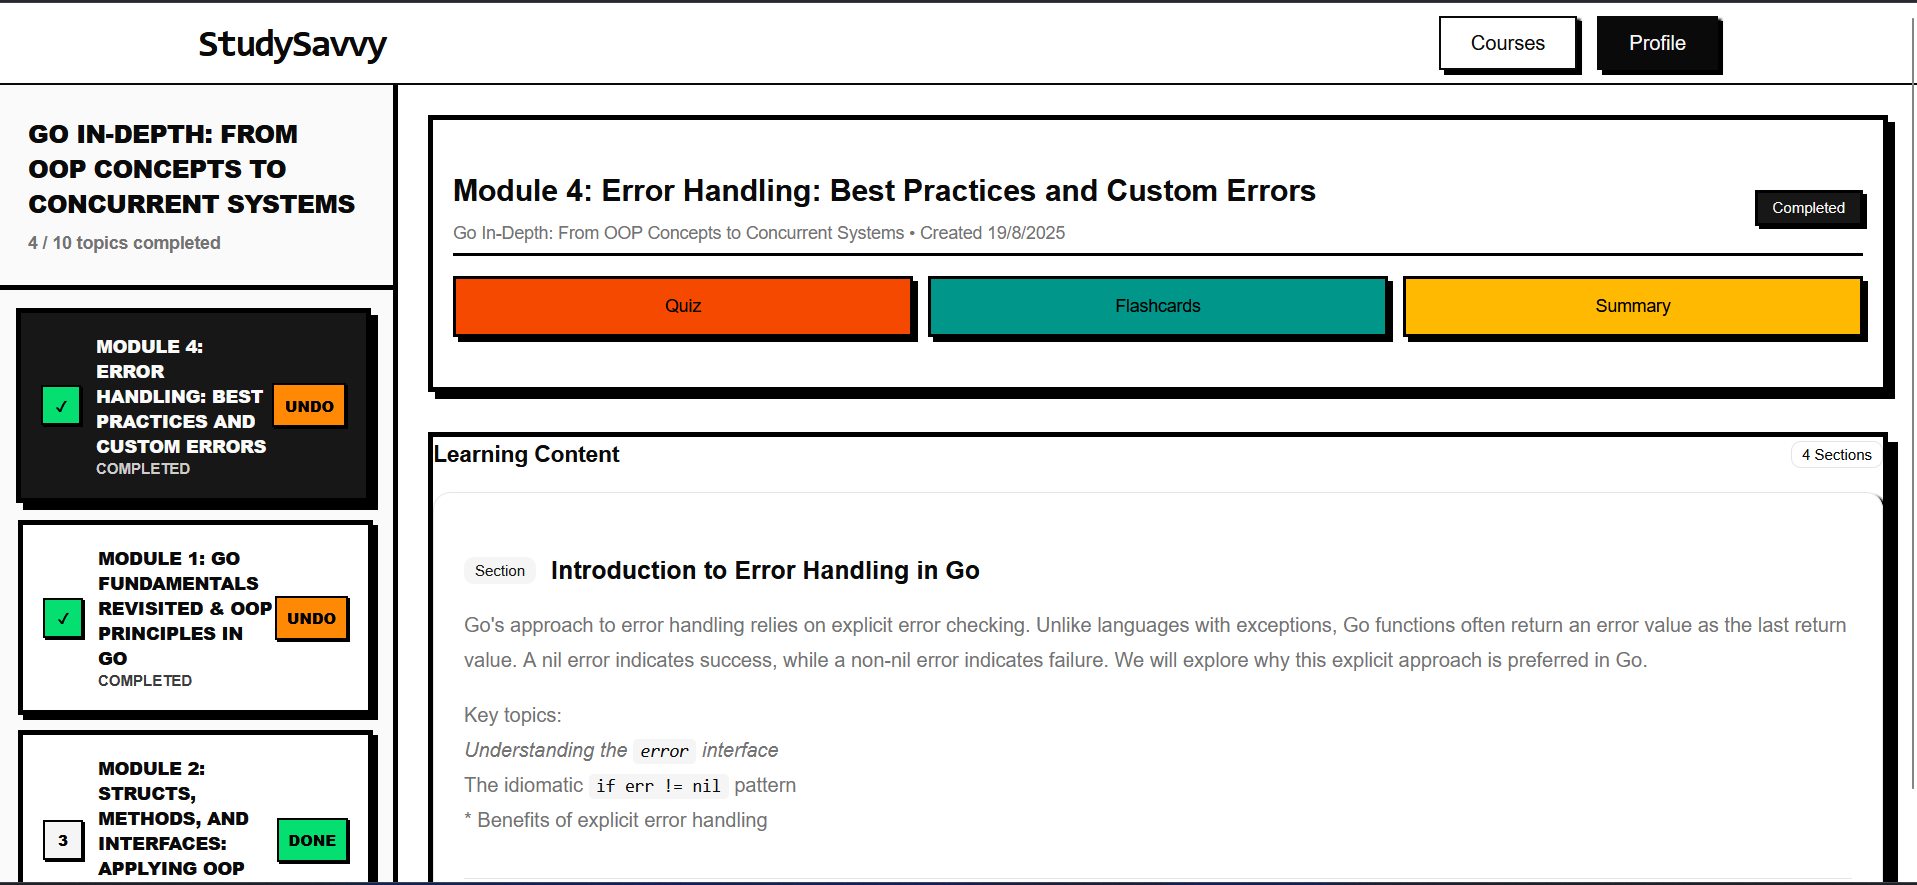 StudySavvy
Courses
Profile
GO IN-DEPTH: FROM
OOP CONCEPTS TO
CONCURRENT SYSTEMS
4 / 10 topics completed
✓
MODULE 4:
ERROR
HANDLING: BEST
PRACTICES AND
CUSTOM ERRORS
COMPLETED
UNDO
✓
MODULE 1: GO
FUNDAMENTALS
REVISITED & OOP
PRINCIPLES IN
GO
COMPLETED
UNDO
3
MODULE 2:
STRUCTS,
METHODS, AND
INTERFACES:
APPLYING OOP
DONE
Module 4: Error Handling: Best Practices and Custom Errors
Go In-Depth: From OOP Concepts to Concurrent Systems • Created 19/8/2025
Completed
Quiz
Flashcards
Summary
Learning Content
4 Sections
Section
Introduction to Error Handling in Go
Go's approach to error handling relies on explicit error checking. Unlike languages with exceptions, Go functions often return an error value as the last return
value. A nil error indicates success, while a non-nil error indicates failure. We will explore why this explicit approach is preferred in Go.
Key topics:
Understanding the error interface
The idiomatic if err != nil pattern
* Benefits of explicit error handling